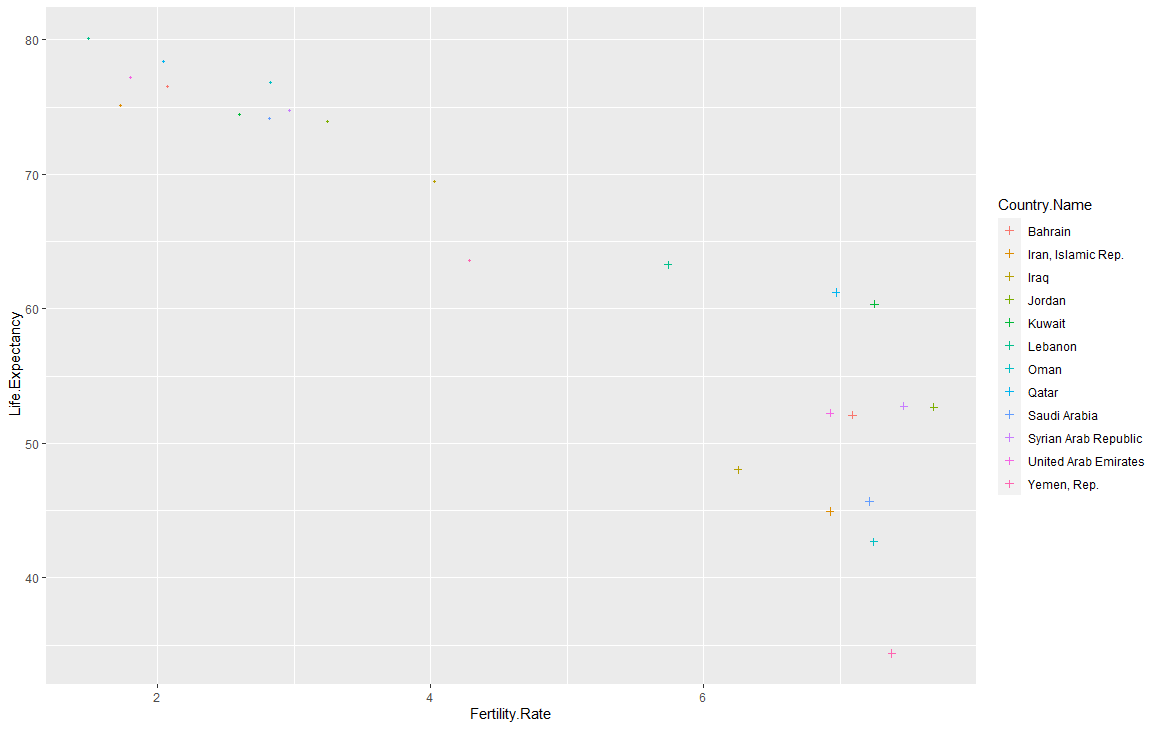 80
70
60
50
40
Life.Expectancy
2
4
6
Fertility.Rate
Country.Name
Bahrain
Iran, Islamic Rep.
Iraq
Jordan
Kuwait
Lebanon
Oman
Qatar
Saudi Arabia
Syrian Arab Republic
United Arab Emirates
Yemen, Rep.